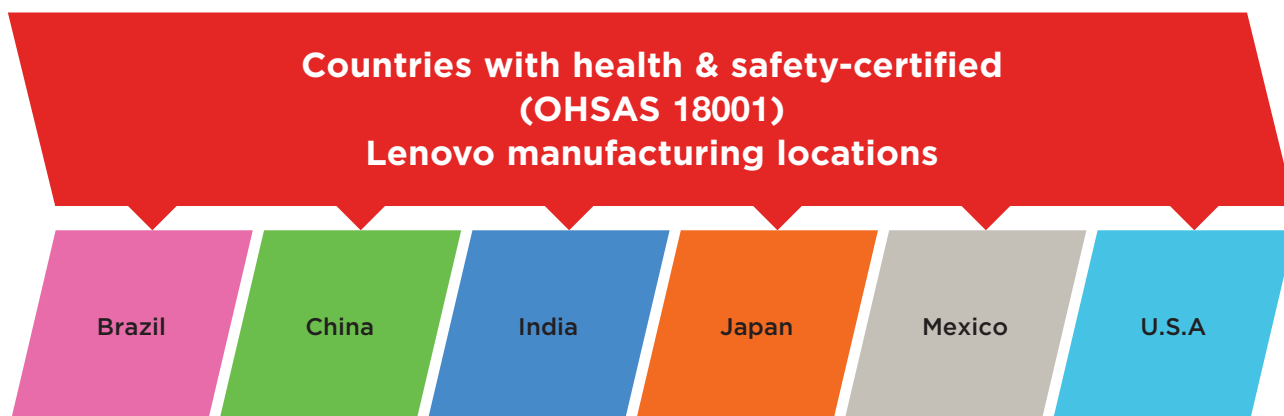 Countries with health & safety-certified
(OHSAS 18001)
Lenovo manufacturing locations
Brazil
China
India
Japan
Mexico
U.S.A